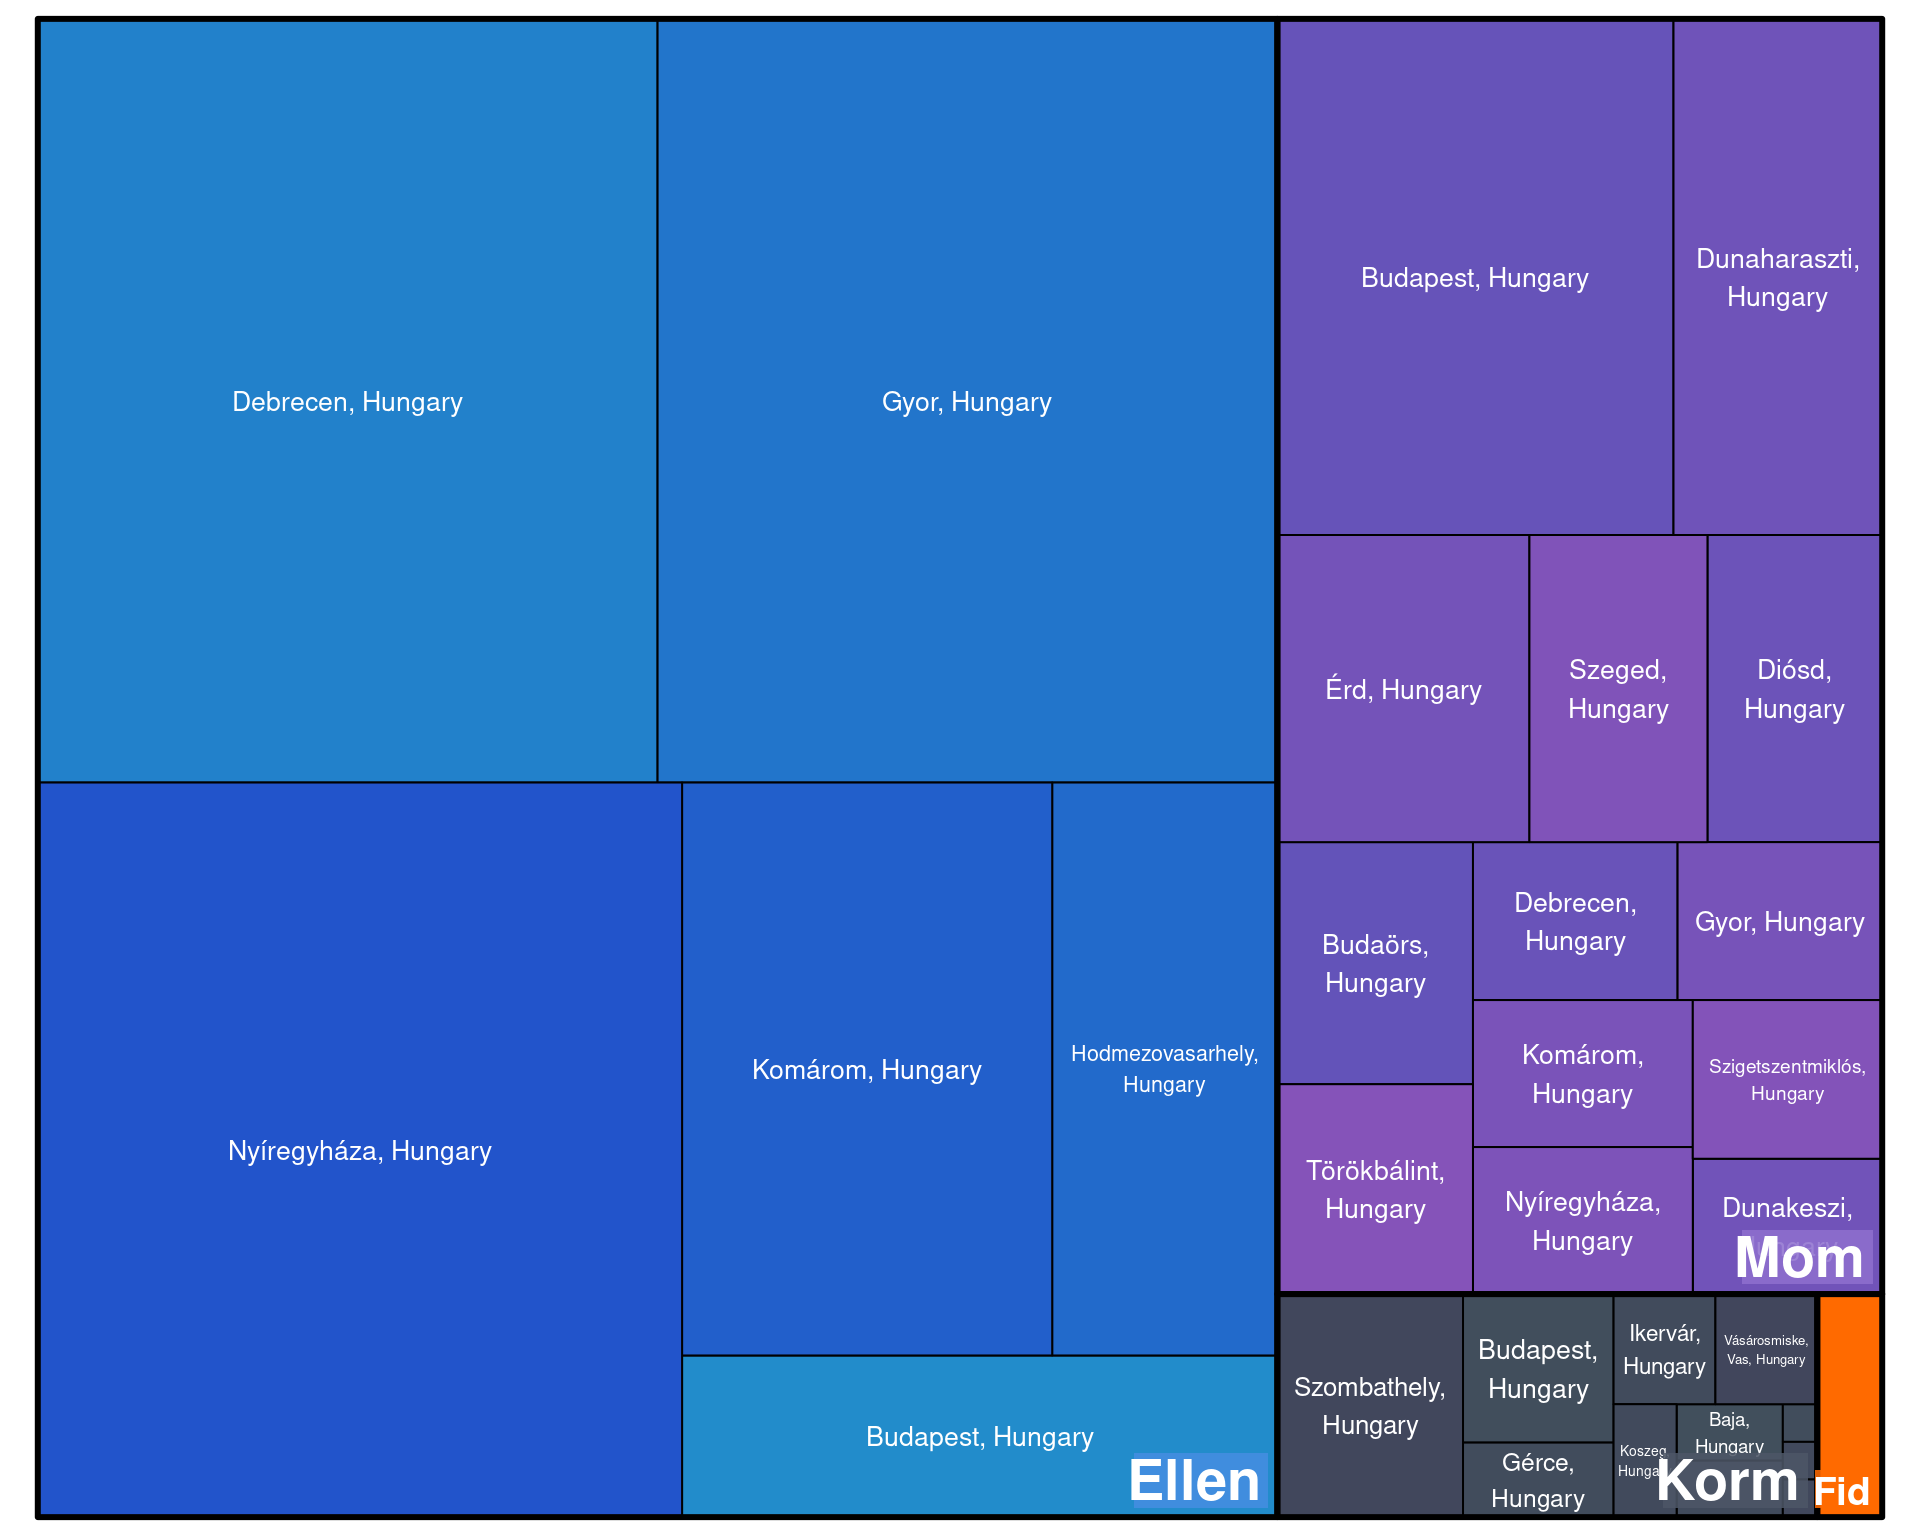 Debrecen, Hungary
Gyor, Hungary
Nyíregyháza, Hungary
Komárom, Hungary
Hodmezovasarhely,
Hungary
Budapest, Hungary
Ellen
Budapest, Hungary
Dunaharaszti,
Hungary
Érd, Hungary
Szeged,
Hungary
Diósd,
Hungary
Budaörs,
Hungary
Debrecen,
Hungary
Gyor, Hungary
Komárom,
Hungary
Szigetszentmiklós,
Hungary
Törökbálint,
Hungary
Nyíregyháza,
Hungary
Dunakeszi,
Mom
Szombathely,
Hungary
Budapest,
Hungary
Gérce,
Hungary
Ikervár,
Hungary
Vásárosmiske,
Vas, Hungary
Koszeg
Baja,
Hungary
Korm
Fid